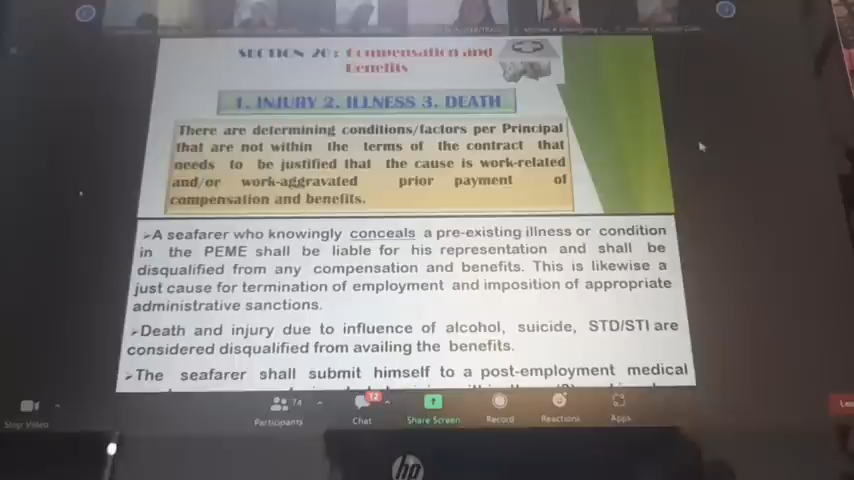 SECTION 20: Compensation and
Benefits
1. INJURY 2. ILLNESS 3. DEATH
There are determining conditions/factors per Principal
that are not within the terms of the contract that
needs to be justified that the cause is work-related
and/or work-aggravated prior payment of
compensation and benefits.
➢A seafarer who knowingly conceals a pre-existing illness or condition
in the PEME shall be liable for his representation and shall be
disqualified from any compensation and benefits. This is likewise a
just cause for termination of employment and imposition of appropriate
administrative sanctions.
➢Death and injury due to influence of alcohol, suicide, STD/STI are
considered disqualified from availing the benefits.
➢The seafarer shall submit himself to a post-employment medical
Stop Video
74
Participants
12
Chat
Share Screen
Record
Reactions
Apps
hp